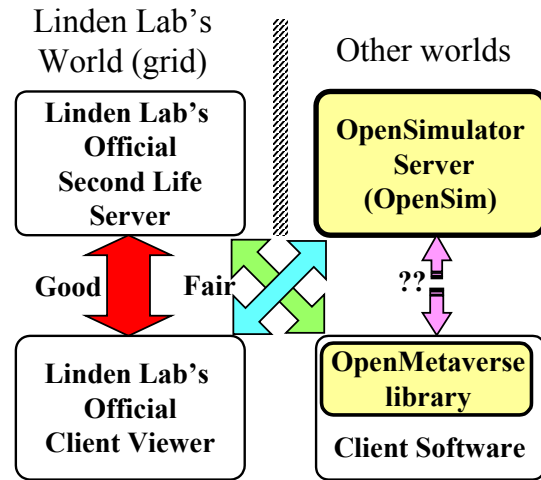 Linden Lab's
World (grid)
Other worlds
Linden Lab's
Official
Second Life
Server
OpenSimulator
Server
(OpenSim)
Good
Fair
??
Linden Lab's
Official
Client Viewer
OpenMetaverse
library
Client Software